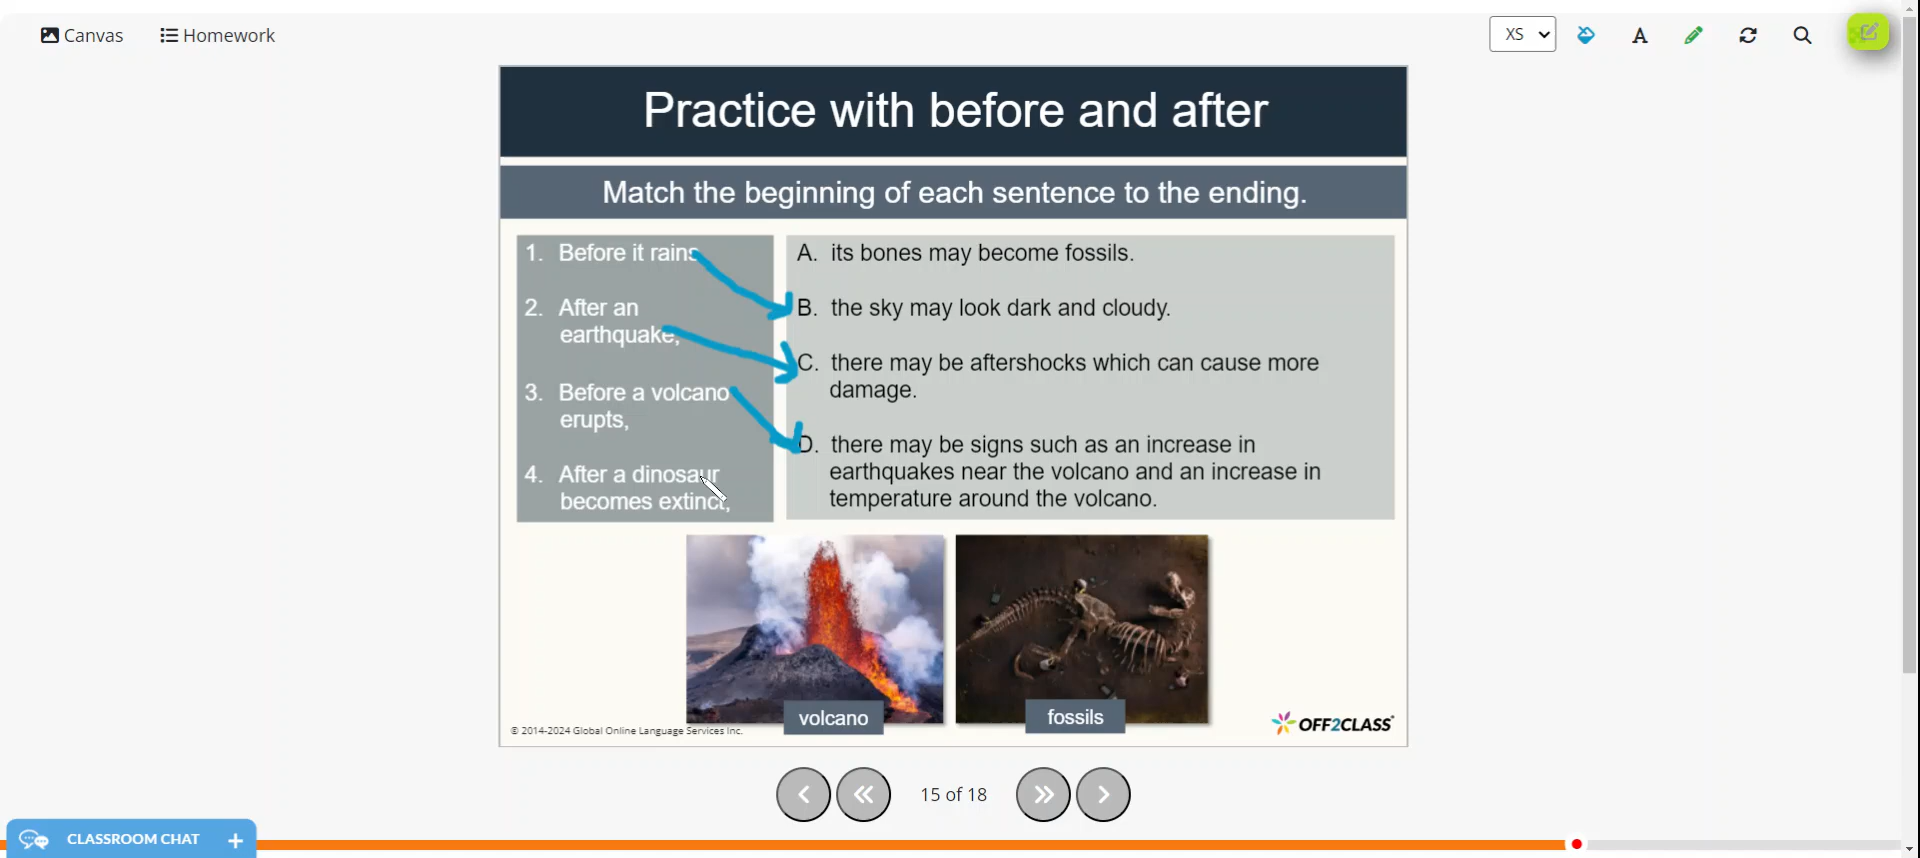 Canvas
Homework
XS
A
Practice with before and after
Match the beginning of each sentence to the ending.
1. Before it rains
2. After an
earthquake,
3. Before a volcano
erupts,
4. After a dinosaur
becomes extinct,
A. its bones may become fossils.
B. the sky may look dark and cloudy.
C. there may be aftershocks which can cause more
damage.
D. there may be signs such as an increase in
earthquakes near the volcano and an increase in
temperature around the volcano.
volcano
fossils
© 2014-2024 Global Online Language Services Inc.
OFF2CLASS
15 of 18
CLASSROOM CHAT +